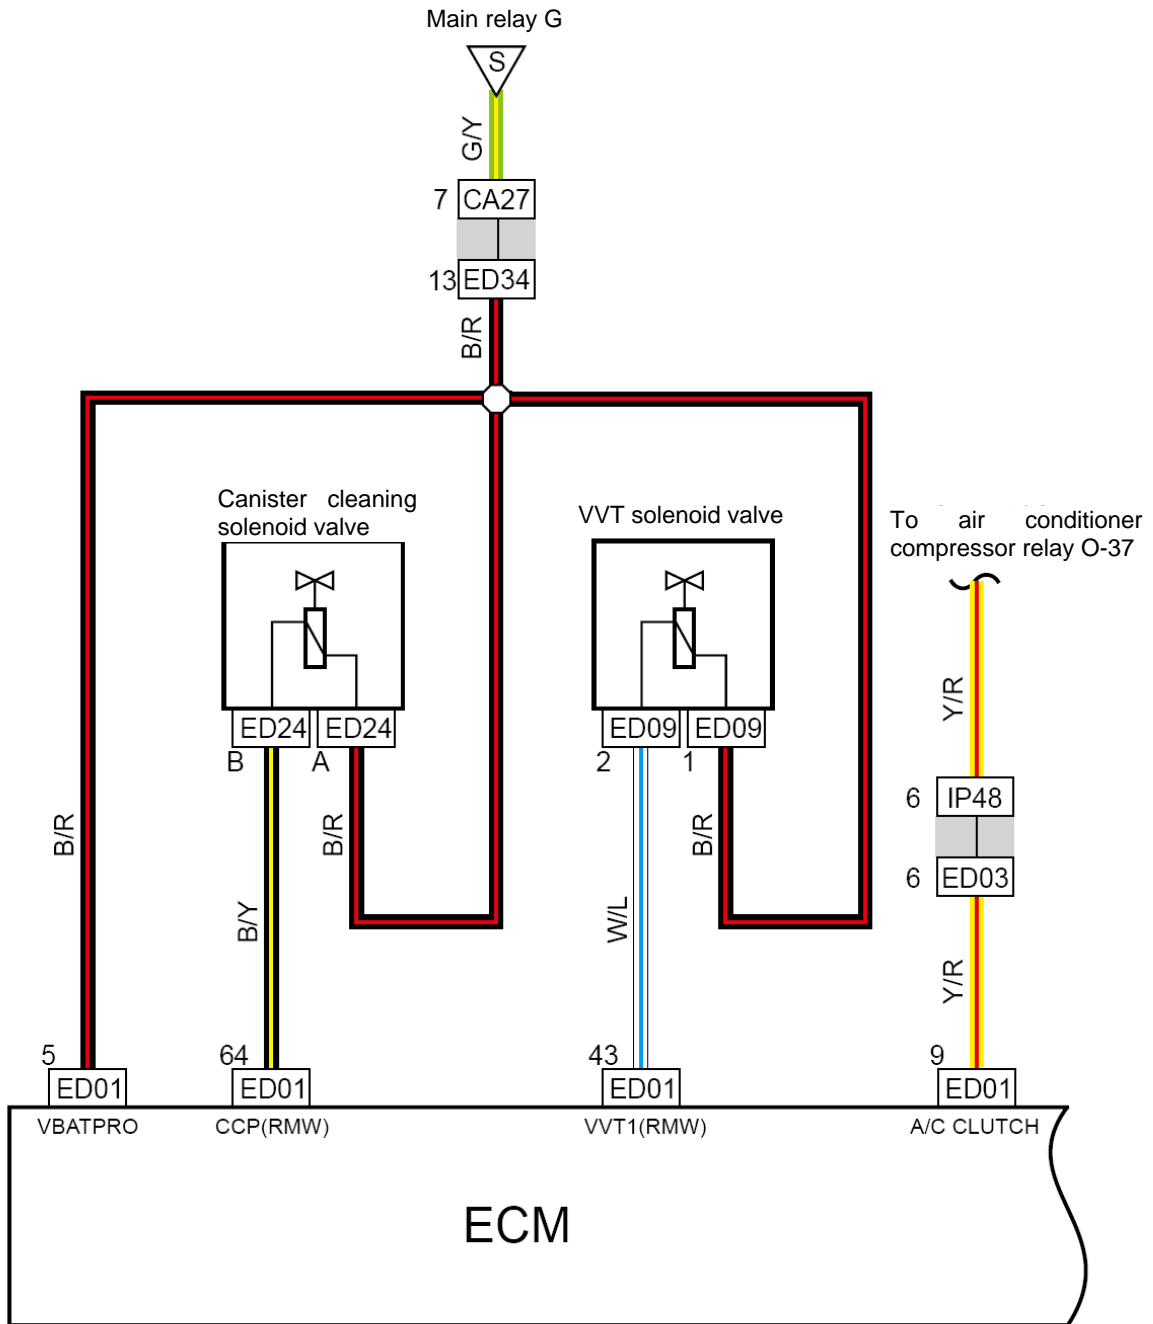 Main relay G
S
G/Y
7 CA27
13 ED34
B/R
Canister cleaning
solenoid valve
VVT solenoid valve
To air conditioner
compressor relay O-37
ED24 ED24
B A
ED09 ED09
2 1
Y/R
6 IP48
6 ED03
B/R
B/Y
B/R
W/L
B/R
Y/R
5 64 43 9
ED01 ED01 ED01 ED01
VBATPRO CCP(RMW) VVT1(RMW) A/C CLUTCH
ECM